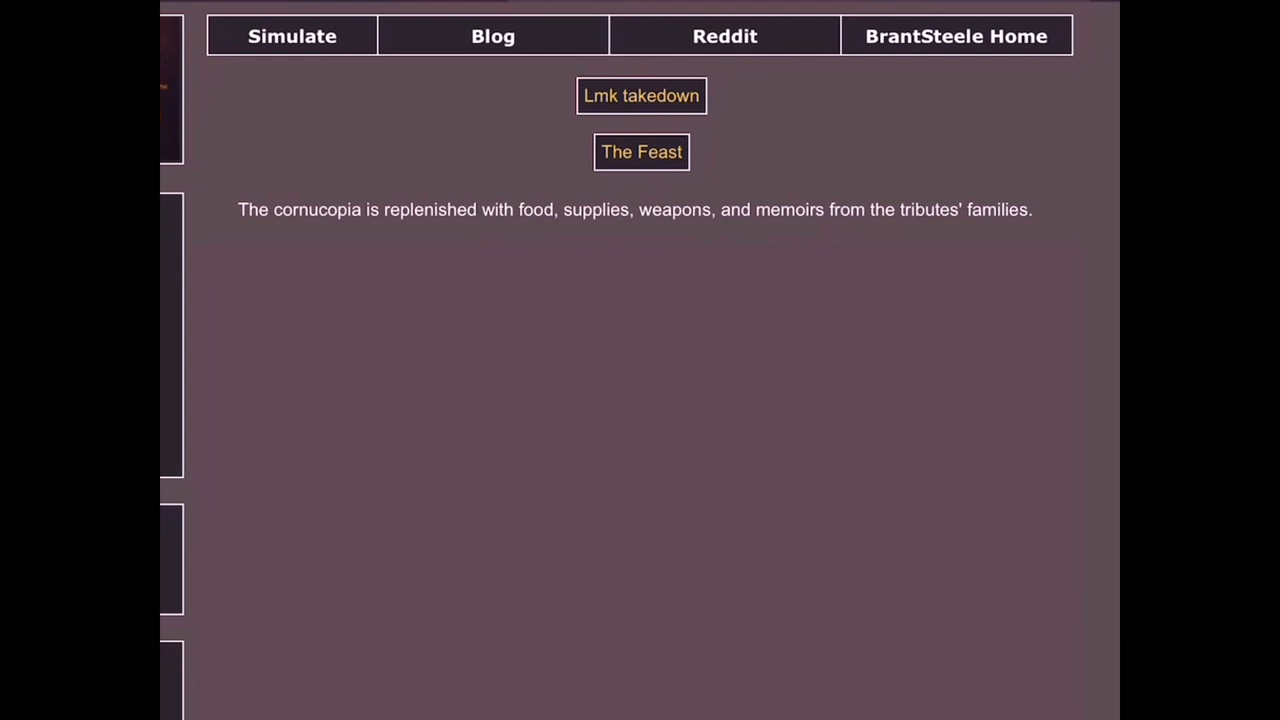 Simulate Blog Reddit BrantSteele Home
Lmk takedown
The Feast
The cornucopia is replenished with food, supplies, weapons, and memoirs from the tributes' families.